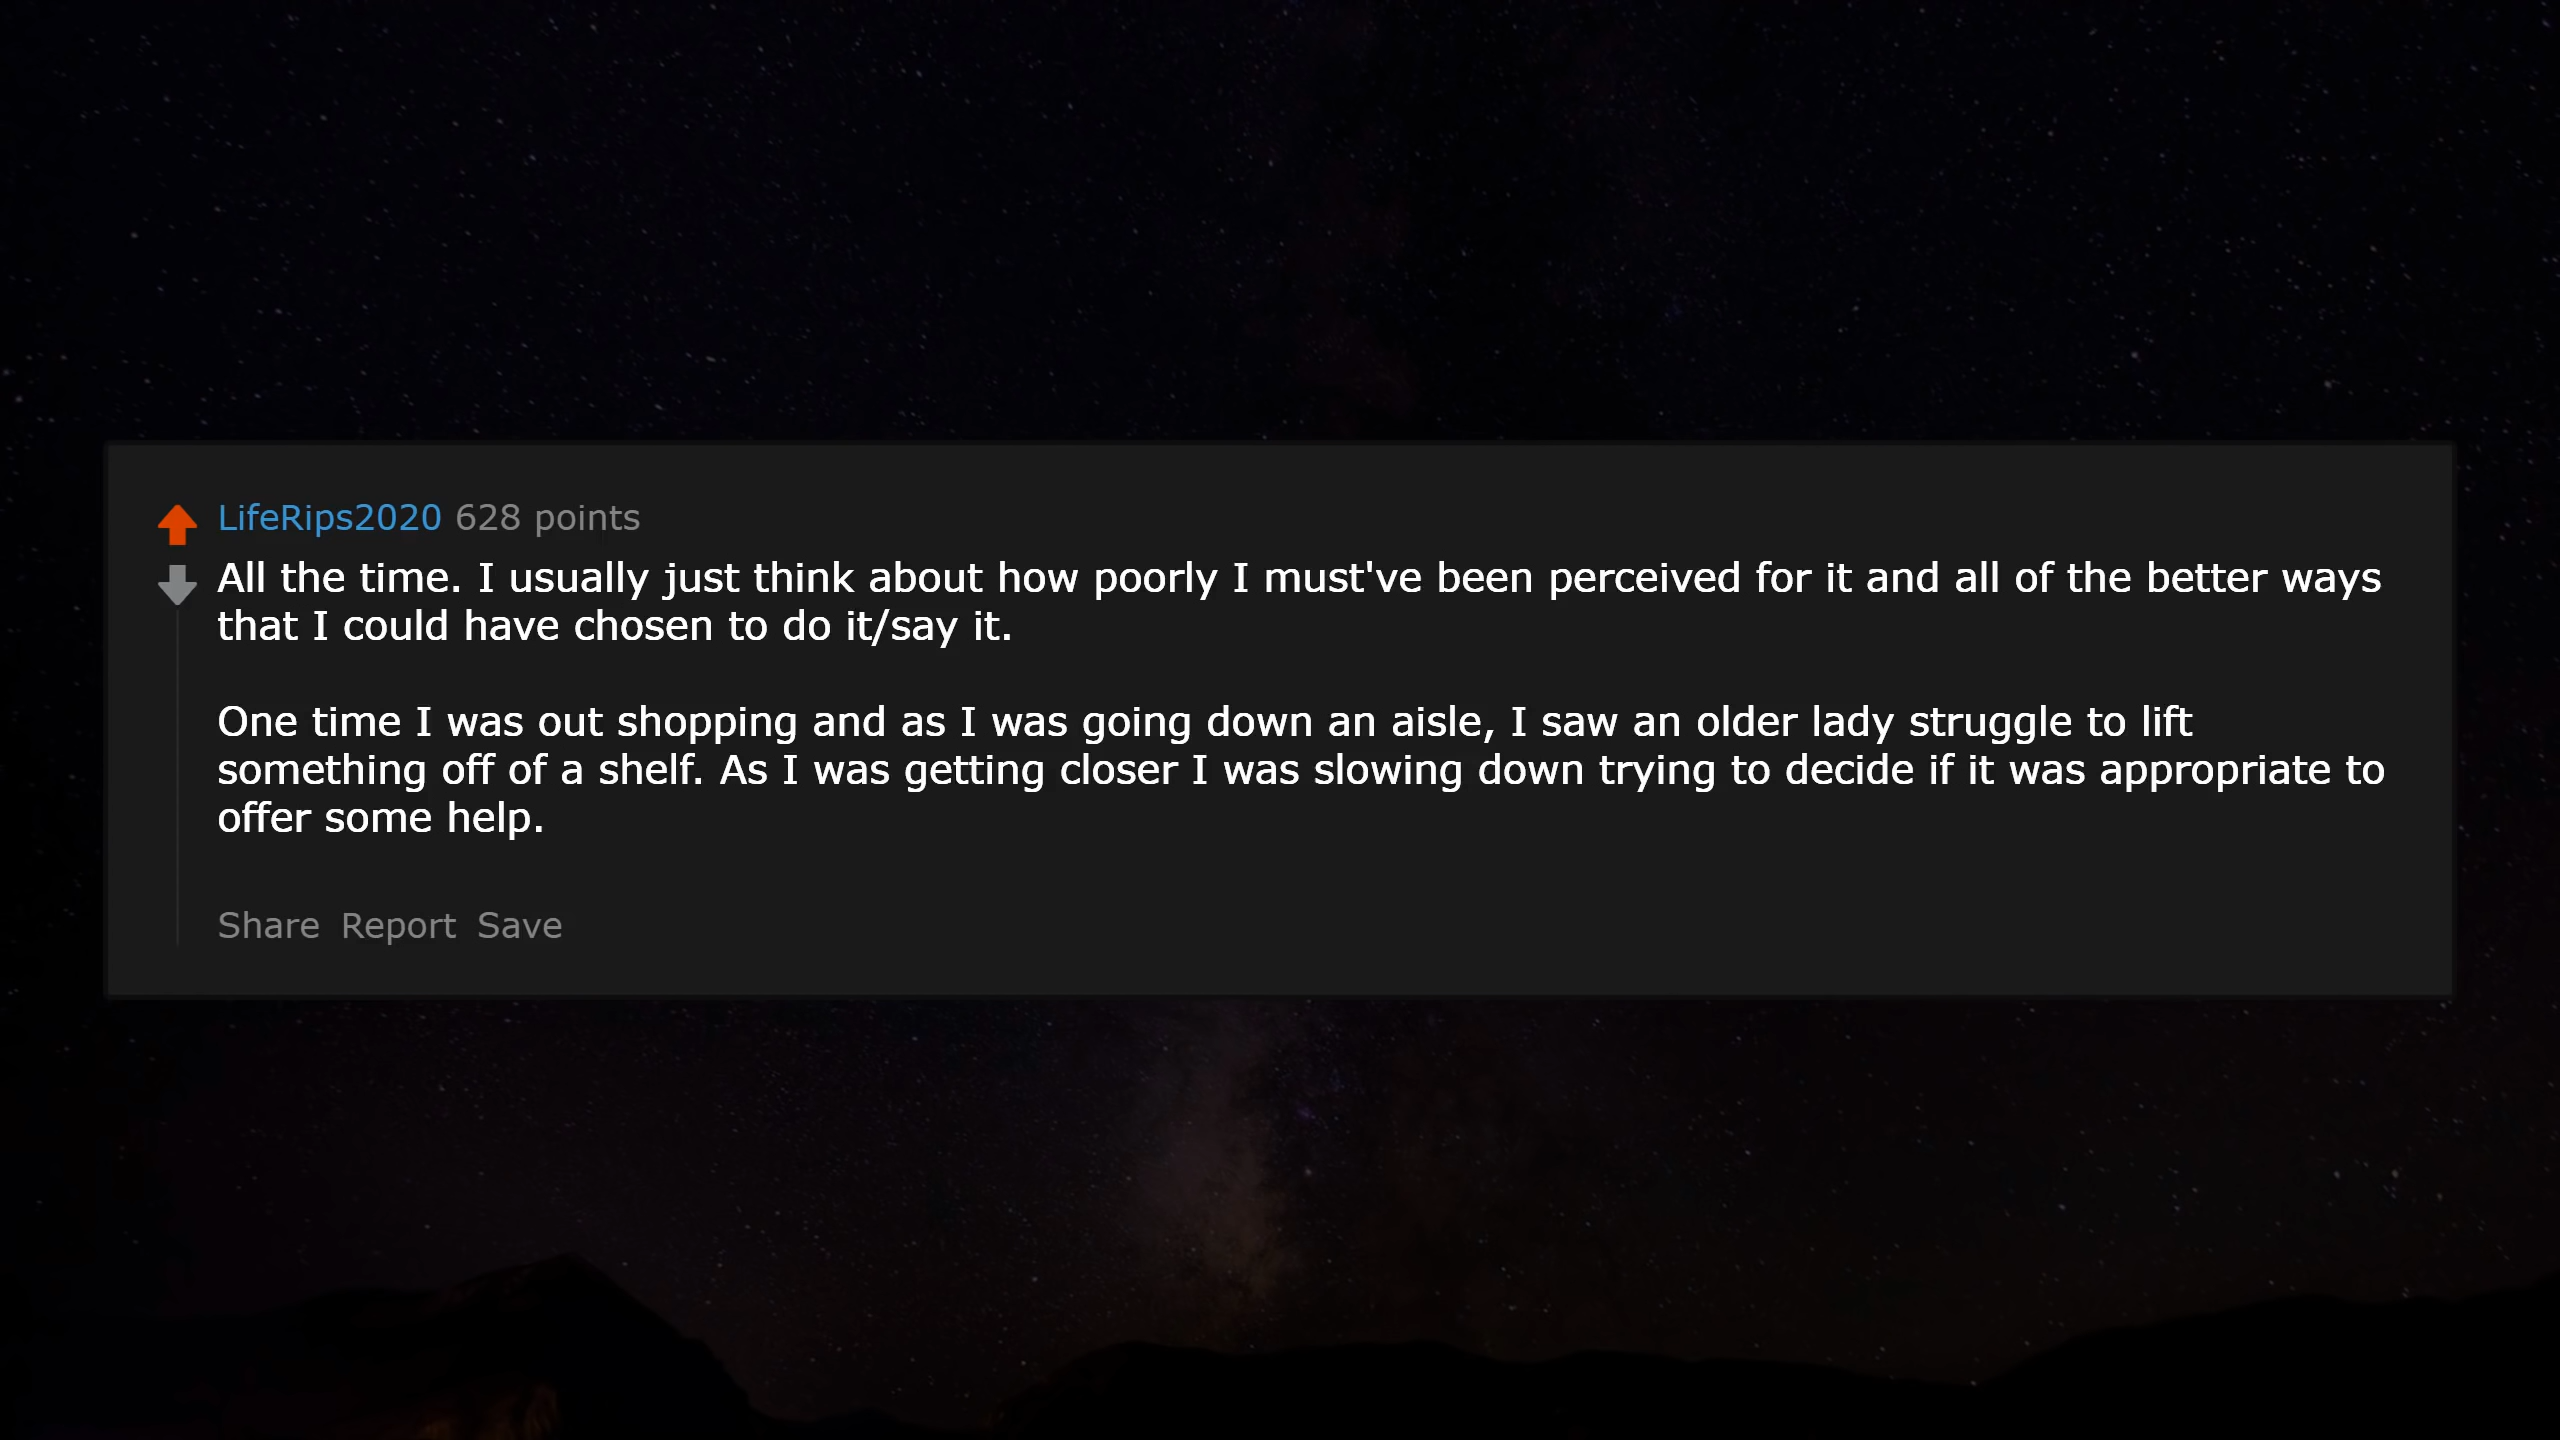 LifeRips2020 628 points
All the time. I usually just think about how poorly I must've been perceived for it and all of the better ways
that I could have chosen to do it/say it.
One time I was out shopping and as I was going down an aisle, I saw an older lady struggle to lift
something off of a shelf. As I was getting closer I was slowing down trying to decide if it was appropriate to
offer some help.
Share Report Save